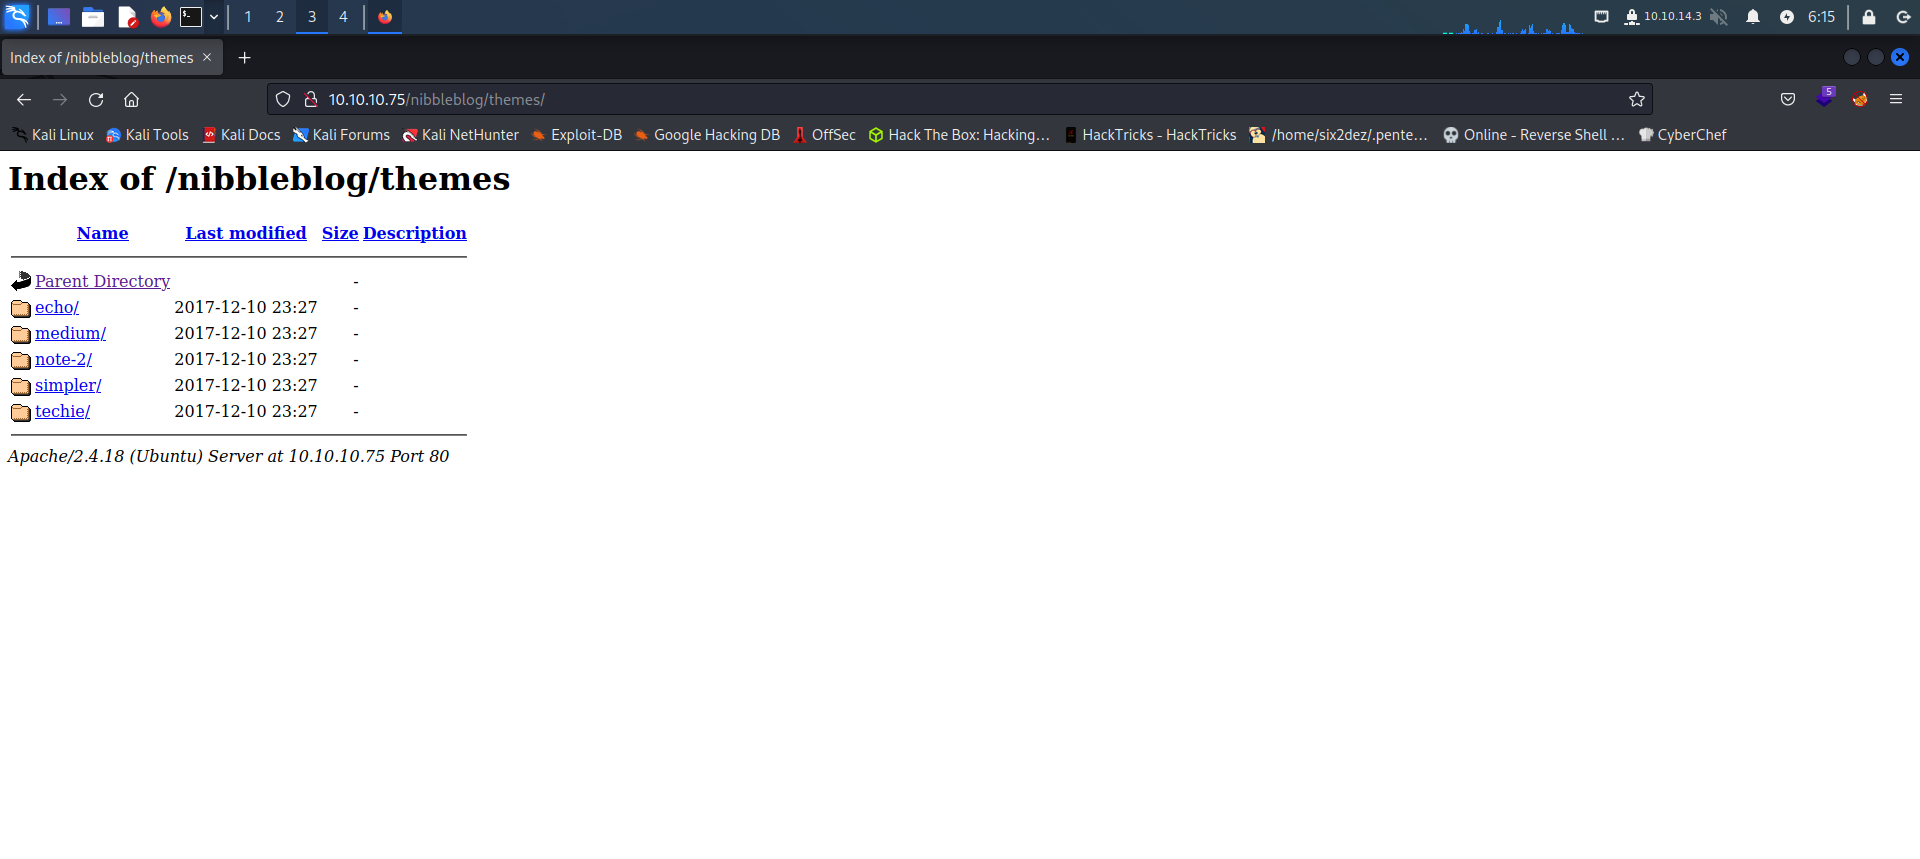 1 2 3 4 10.10.14.3 6:15
Index of /nibbleblog/themes
10.10.10.75/nibbleblog/themes/ 5
Kali Linux Kali Tools Kali Docs Kali Forums Kali NetHunter Exploit-DB Google Hacking DB OffSec Hack The Box: Hacking… HackTricks - HackTricks /home/six2dez/.pente… Online - Reverse Shell … CyberChef
Index of /nibbleblog/themes
Name Last modified Size Description
Parent Directory -
echo/ 2017-12-10 23:27 -
medium/ 2017-12-10 23:27 -
note-2/ 2017-12-10 23:27 -
simpler/ 2017-12-10 23:27 -
techie/ 2017-12-10 23:27 -
Apache/2.4.18 (Ubuntu) Server at 10.10.10.75 Port 80